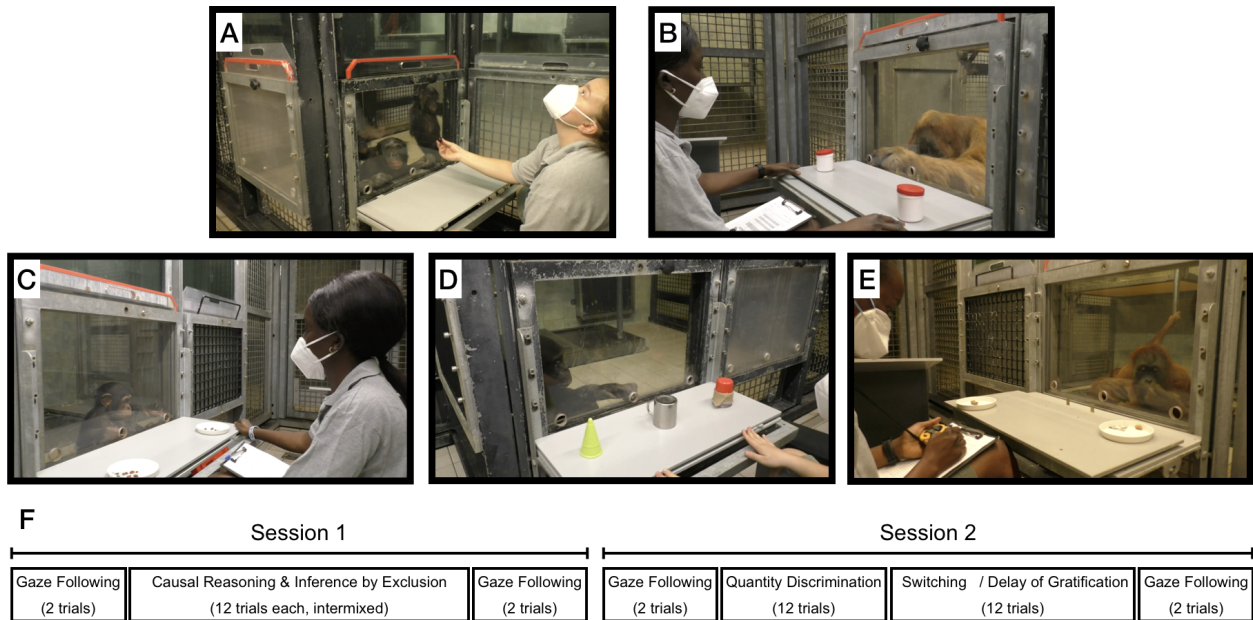 A
B
C
D
E
F
Session 1
Session 2
Gaze Following
(2 trials)
Causal Reasoning & Inference by Exclusion
(12 trials each, intermixed)
Gaze Following
(2 trials)
Gaze Following
(2 trials)
Quantity Discrimination
(12 trials)
Switching / Delay of Gratification
(12 trials)
Gaze Following
(2 trials)